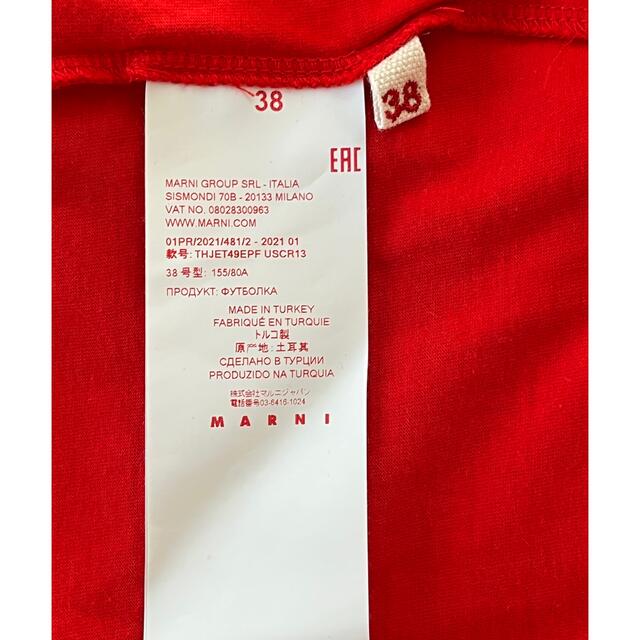 38
38
EAC
MARNI GROUP SRL - ITALIA
SISMONDI 70B - 20133 MILANO
VAT NO. 08028300963
WWW.MARNI.COM
01PR/2021/481/2 - 2021 01
款号: THJET49EPF USCR13
38 号型: 155/80A
ПРОДУКТ: ФУТБОЛКА
MADE IN TURKEY
FABRIQUÉ EN TURQUIE
トルコ製
原产地: 土耳其
СДЕЛАНО В ТУРЦИИ
PRODUZIDO NA TURQUIA
株式会社マルニジャパン
電話番号03-6416-1024
MARNI